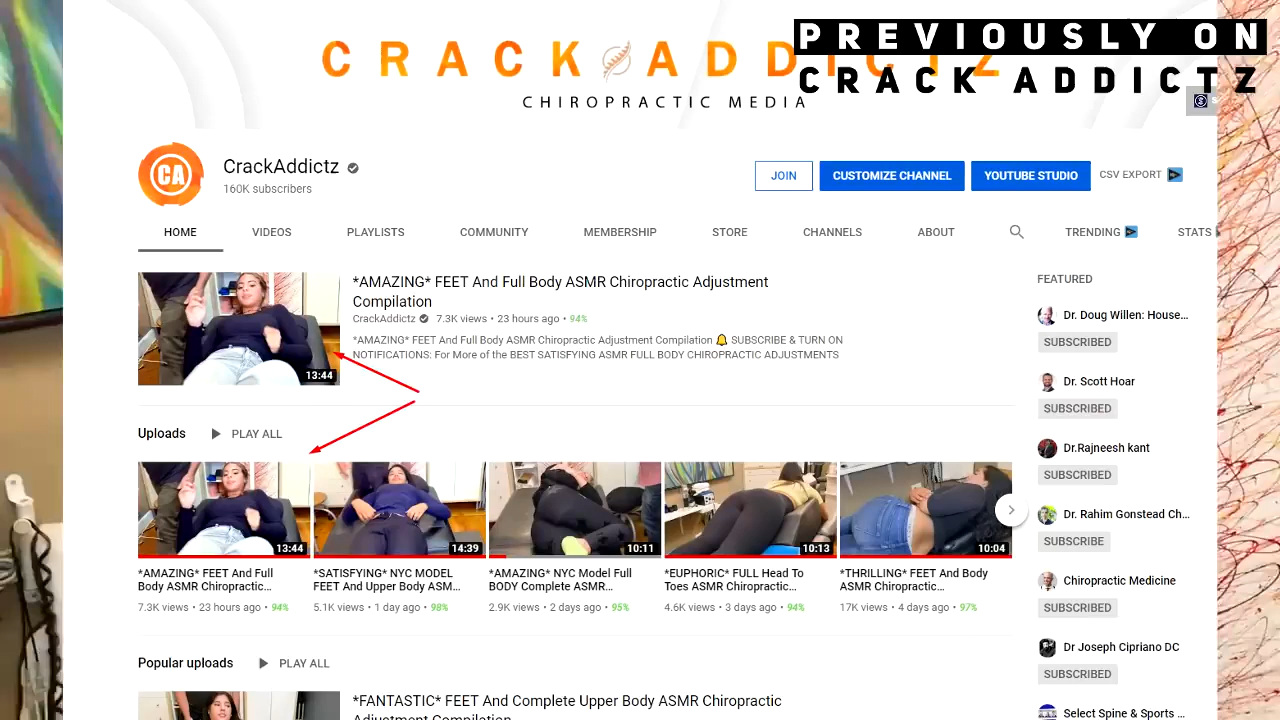 PREVIOUSLY ON
CRACK ADDICTZ
CRACK ADDICTZ
CHIROPRACTIC MEDIA
CA
CrackAddictz
160K subscribers
JOIN
CUSTOMIZE CHANNEL
YOUTUBE STUDIO
CSV EXPORT
HOME
VIDEOS
PLAYLISTS
COMMUNITY
MEMBERSHIP
STORE
CHANNELS
ABOUT
TRENDING
STATS
*AMAZING* FEET And Full Body ASMR Chiropractic Adjustment
Compilation
CrackAddictz 7.3K views • 23 hours ago • 94%
*AMAZING* FEET And Full Body ASMR Chiropractic Adjustment Compilation 🔔 SUBSCRIBE & TURN ON
NOTIFICATIONS: For More of the BEST SATISFYING ASMR FULL BODY CHIROPRACTIC ADJUSTMENTS
13:44
Uploads
PLAY ALL
13:44
*AMAZING* FEET And Full
Body ASMR Chiropractic...
7.3K views • 23 hours ago • 94%
14:39
*SATISFYING* NYC MODEL
FEET And Upper Body ASM...
5.1K views • 1 day ago • 98%
10:11
*AMAZING* NYC Model Full
BODY Complete ASMR...
2.9K views • 2 days ago • 95%
10:13
*EUPHORIC* FULL Head To
Toes ASMR Chiropractic...
4.6K views • 3 days ago • 94%
10:04
*THRILLING* FEET And Body
ASMR Chiropractic...
17K views • 4 days ago • 97%
Popular uploads
PLAY ALL
*FANTASTIC* FEET And Complete Upper Body ASMR Chiropractic
Adjustment Compilation
FEATURED
Dr. Doug Willen: House...
SUBSCRIBED
Dr. Scott Hoar
SUBSCRIBED
Dr.Rajneesh kant
SUBSCRIBED
Dr. Rahim Gonstead Ch...
SUBSCRIBE
Chiropractic Medicine
SUBSCRIBED
Dr Joseph Cipriano DC
SUBSCRIBED
Select Spine & Sports ...